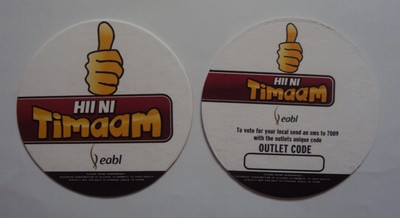 HII NI
Timaam
eabl
HII NI
Timaam
eabl
To vote for your local send an sms to 7009
with the outlets unique code
OUTLET CODE